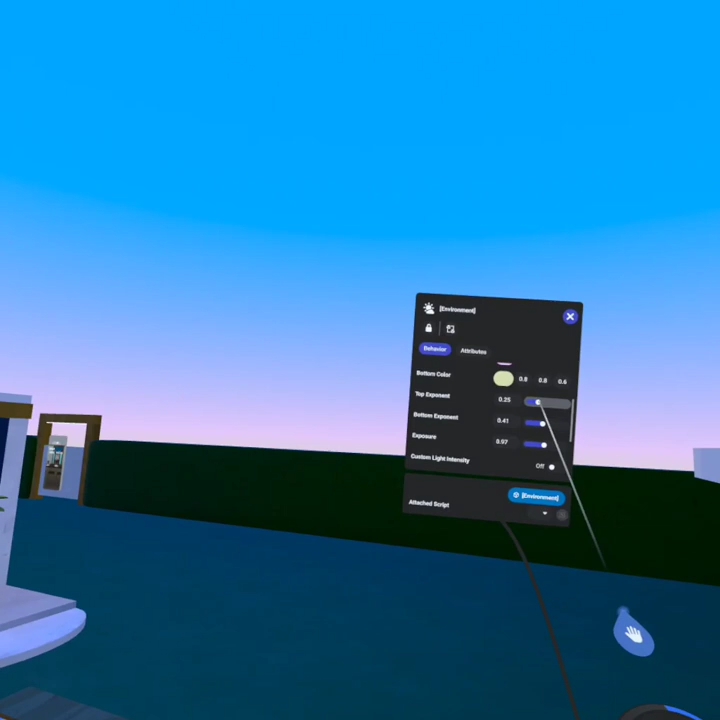 [Environment]
Behavior Attributes
Bottom Color 0.8 0.8 0.6
Top Exponent 0.25
Bottom Exponent 0.41
Exposure 0.97
Custom Light Intensity Off
[Environment]
Attached Script